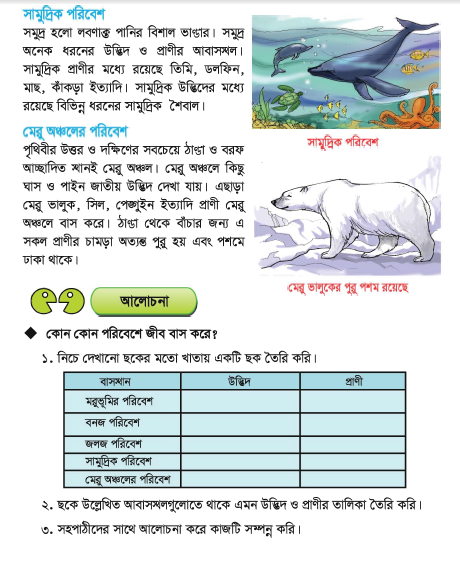 সামুদ্রিক পরিবেশ
সমুদ্র হলো লবণাক্ত পানির বিশাল ভাণ্ডার। সমুদ্র
অনেক ধরনের উদ্ভিদ ও প্রাণীর আবাসস্থল।
সামুদ্রিক প্রাণীর মধ্যে রয়েছে তিমি, ডলফিন,
মাছ, কাঁকড়া ইত্যাদি। সামুদ্রিক উদ্ভিদের মধ্যে
রয়েছে বিভিন্ন ধরনের সামুদ্রিক শৈবাল।
সামুদ্রিক পরিবেশ
মেরু অঞ্চলের পরিবেশ
পৃথিবীর উত্তর ও দক্ষিণের সবচেয়ে ঠাণ্ডা ও বরফ
আচ্ছাদিত স্থানই মেরু অঞ্চল। মেরু অঞ্চলে কিছু
ঘাস ও পাইন জাতীয় উদ্ভিদ দেখা যায়। এছাড়া
মেরু ভালুক, সিল, পেঙ্গুইন ইত্যাদি প্রাণী মেরু
অঞ্চলে বাস করে। ঠাণ্ডা থেকে বাঁচার জন্য এ
সকল প্রাণীর চামড়া অত্যন্ত পুরু হয় এবং পশমে
ঢাকা থাকে।
মেরু ভালুকের পুরু পশম রয়েছে
আলোচনা
◆ কোন কোন পরিবেশে জীব বাস করে?
১. নিচে দেখানো ছকের মতো খাতায় একটি ছক তৈরি করি।
বাসস্থান উদ্ভিদ প্রাণী
মরুভূমির পরিবেশ
বনজ পরিবেশ
জলজ পরিবেশ
সামুদ্রিক পরিবেশ
মেরু অঞ্চলের পরিবেশ
২. ছকে উল্লেখিত আবাসস্থলগুলোতে থাকে এমন উদ্ভিদ ও প্রাণীর তালিকা তৈরি করি।
৩. সহপাঠীদের সাথে আলোচনা করে কাজটি সম্পন্ন করি।